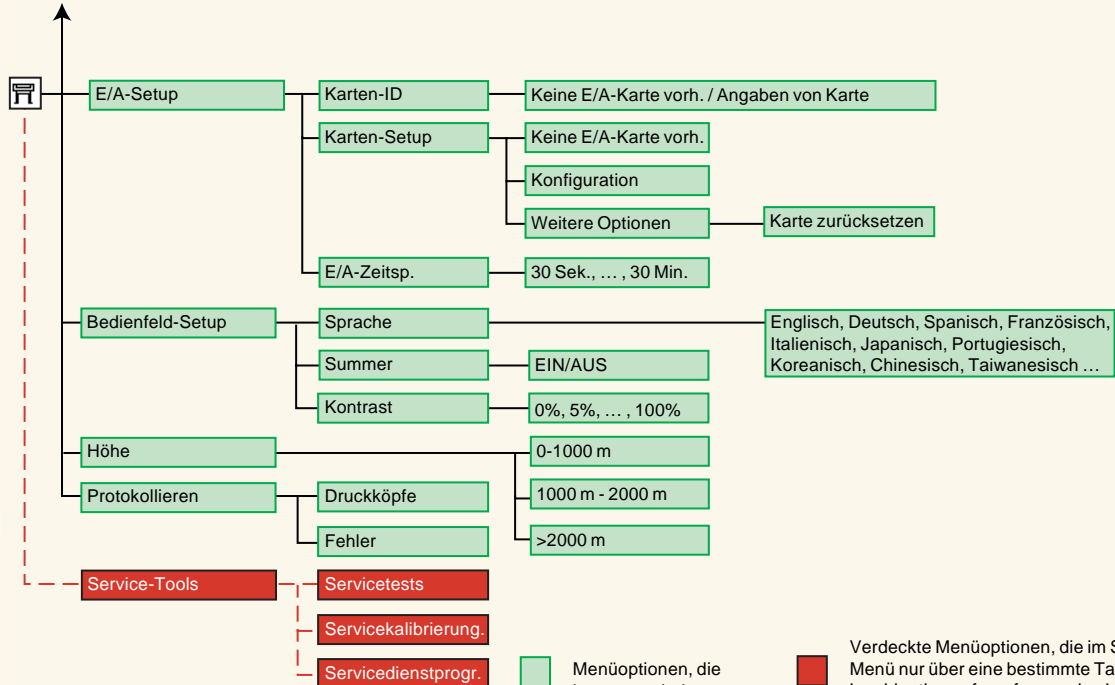 E/A-Setup
Karten-ID
Keine E/A-Karte vorh. / Angaben von Karte
Karten-Setup
Keine E/A-Karte vorh.
Konfiguration
Weitere Optionen
Karte zurücksetzen
E/A-Zeitsp.
30 Sek., … , 30 Min.
Bedienfeld-Setup
Sprache
Englisch, Deutsch, Spanisch, Französisch,
Italienisch, Japanisch, Portugiesisch,
Koreanisch, Chinesisch, Taiwanesisch …
Summer
EIN/AUS
Kontrast
0%, 5%, … , 100%
Höhe
0-1000 m
1000 m - 2000 m
>2000 m
Protokollieren
Druckköpfe
Fehler
Service-Tools
Servicetests
Servicekalibrierung.
Servicedienstprogr.
Menüoptionen, die
Verdeckte Menüoptionen, die im S
Menü nur über eine bestimmte Ta